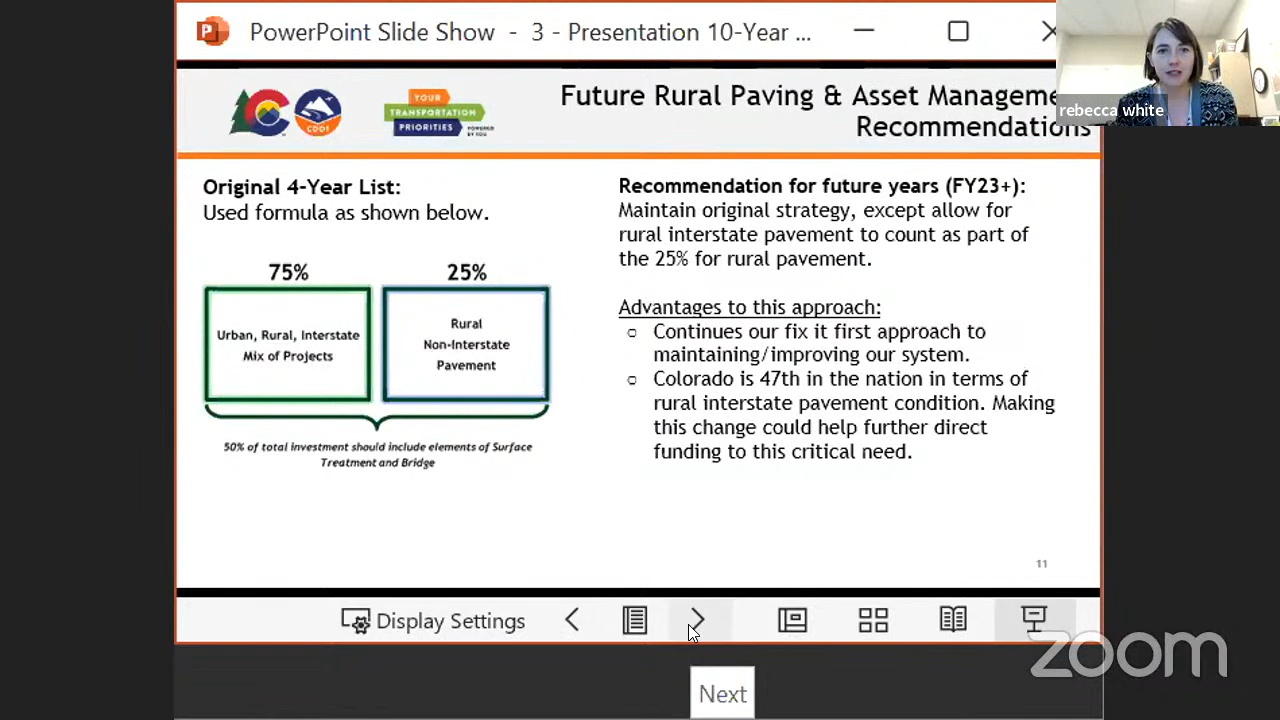 PowerPoint Slide Show - 3 - Presentation 10-Year ...
rebecca white
CDOT
YOUR
TRANSPORTATION
PRIORITIES
POWERED
BY YOU
Future Rural Paving & Asset Manageme
Recommendations
Original 4-Year List:
Used formula as shown below.
75%
25%
Urban, Rural, Interstate
Mix of Projects
Rural
Non-Interstate
Pavement
50% of total investment should include elements of Surface
Treatment and Bridge
Recommendation for future years (FY23+):
Maintain original strategy, except allow for
rural interstate pavement to count as part of
the 25% for rural pavement.
Advantages to this approach:
Continues our fix it first approach to
maintaining/improving our system.
Colorado is 47th in the nation in terms of
rural interstate pavement condition. Making
this change could help further direct
funding to this critical need.
11
Display Settings
zoom
Next